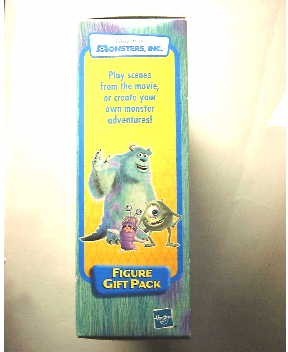 MONSTERS, INC.
Play scenes
from the movie,
or create your
own monster
adventures!
FIGURE
GIFT PACK
Hasbro